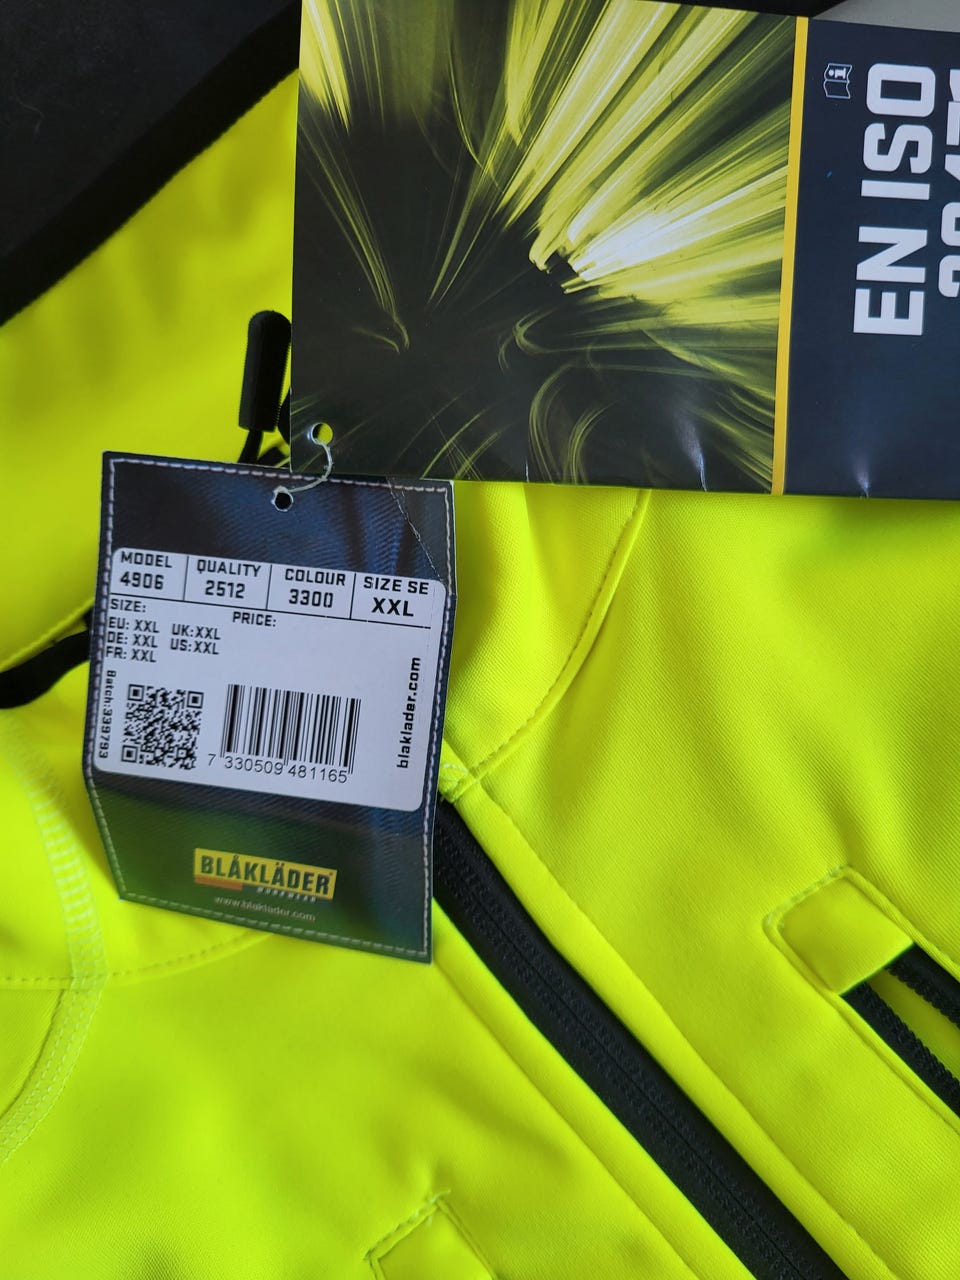 EN ISO
MODEL
4906
QUALITY
2512
COLOUR
3300
SIZE SE
XXL
SIZE:
PRICE:
EU: XXL UK:XXL
DE: XXL US:XXL
FR: XXL
Batch:339793
7 330509 481165
blaklader.com
BLÅKLÄDER
WORKWEAR
www.blaklader.com